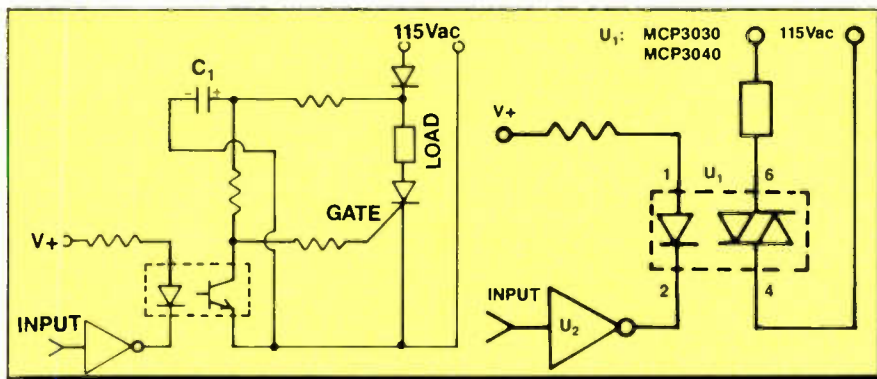 115Vac
C1
- +
LOAD
GATE
V+
INPUT
U1: MCP3030
MCP3040
115Vac
V+
1
U1
6
2
4
INPUT
U2